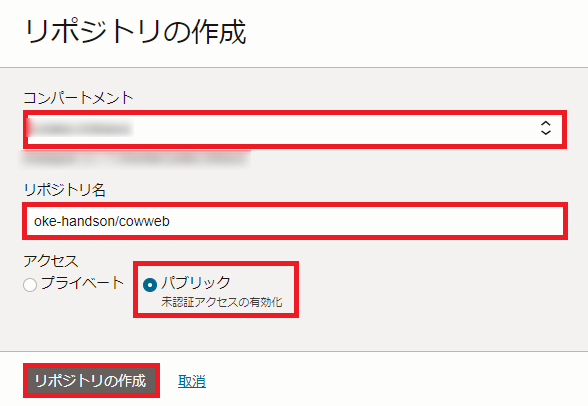 リポジトリの作成
コンパートメント
リポジトリ名
oke-handson/cowweb
アクセス
プライベート
パブリック
未認証アクセスの有効化
リポジトリの作成 取消